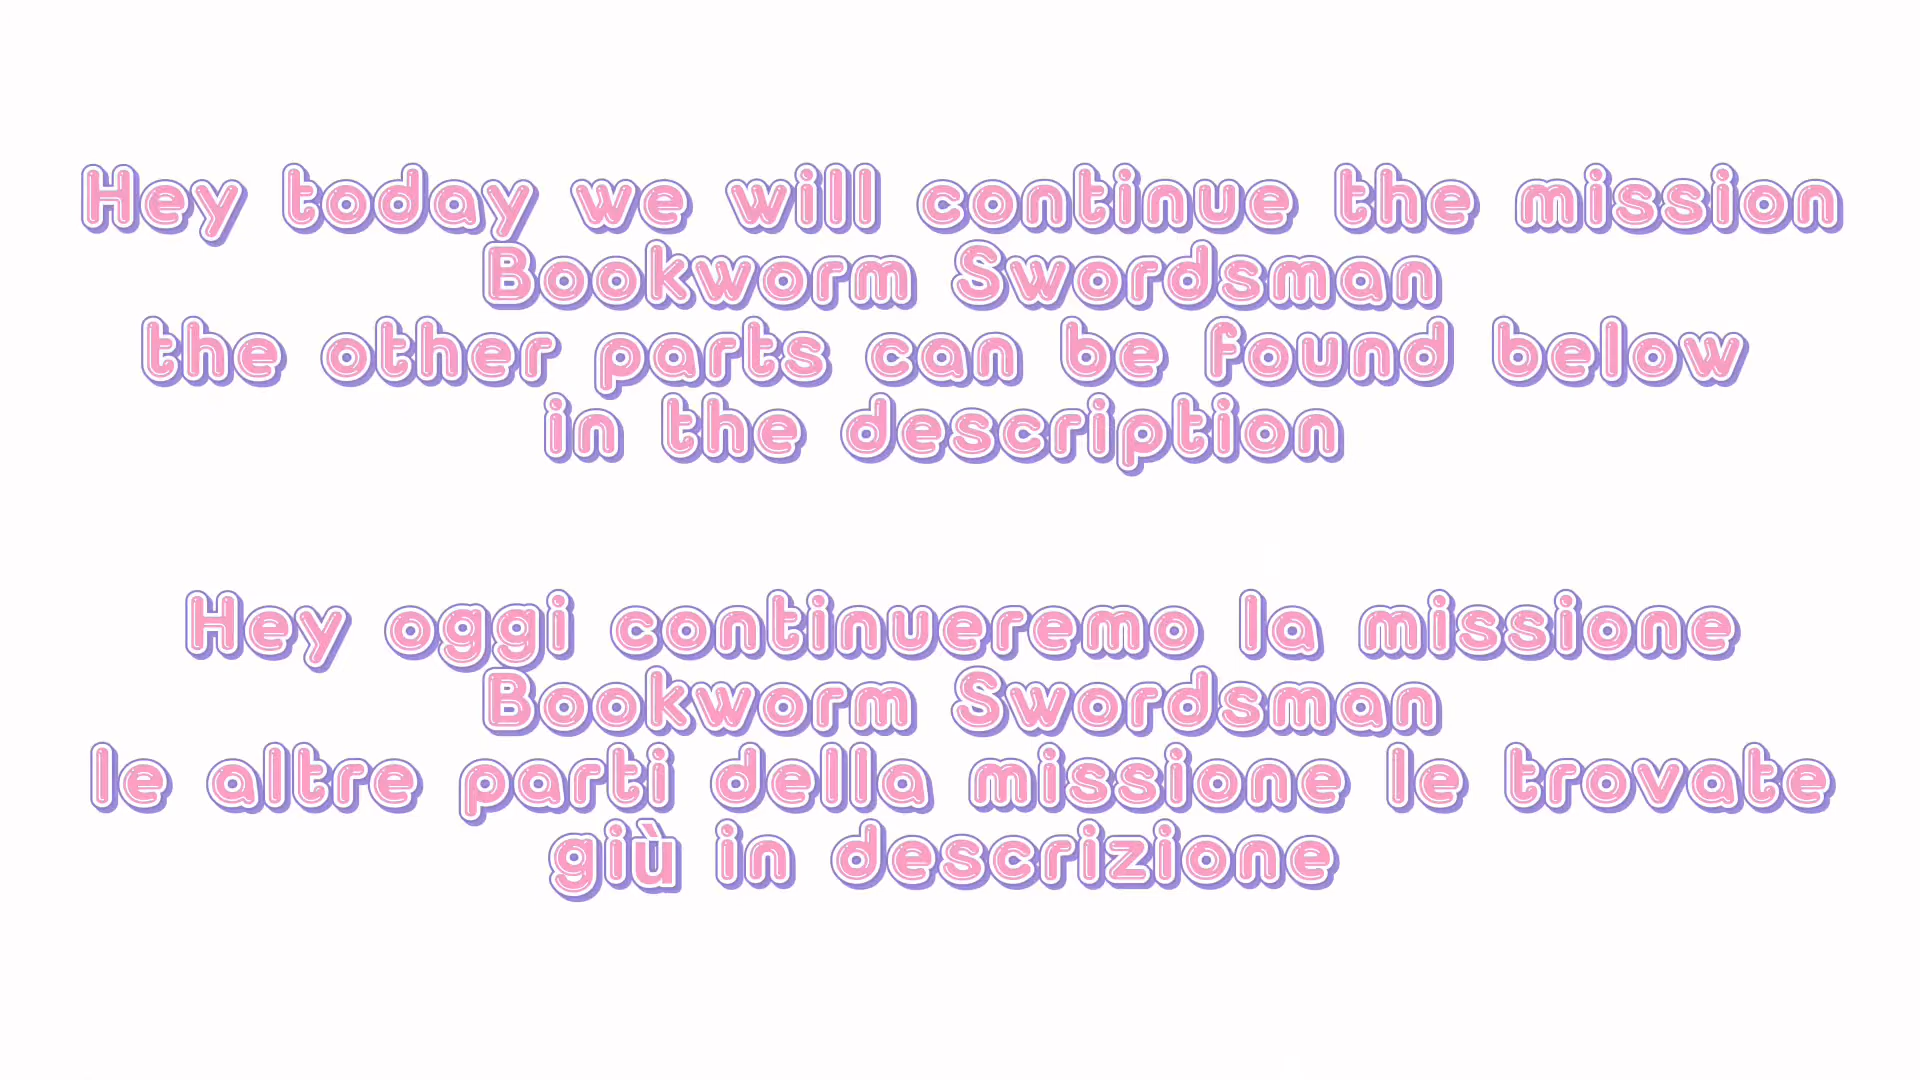 Hey today we will continue the mission
Bookworm Swordsman
the other parts can be found below
in the description
Hey oggi continueremo la missione
Bookworm Swordsman
le altre parti della missione le trovate
giù in descrizione